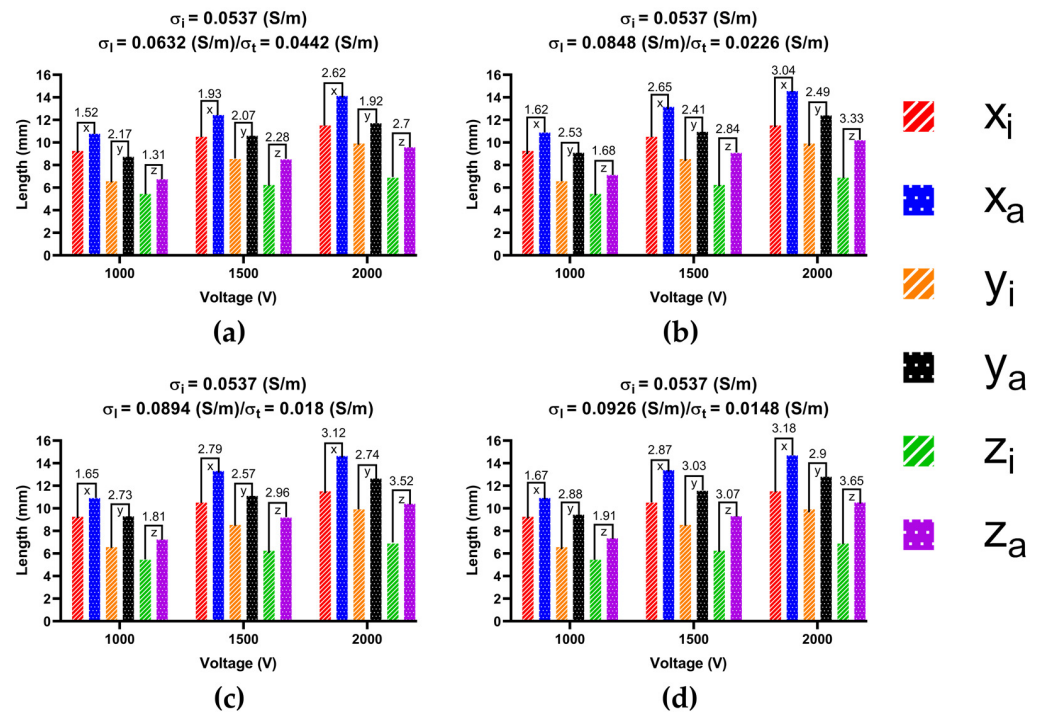 σi = 0.0537 (S/m)
σl = 0.0632 (S/m)/σt = 0.0442 (S/m)
Length (mm)
16
14
12
10
8
6
4
2
0
1.52
x
2.17
y
1.31
z
1.93
x
2.07
y
2.28
z
2.62
x
1.92
y
2.7
z
1000
1500
2000
Voltage (V)
(a)
σi = 0.0537 (S/m)
σl = 0.0848 (S/m)/σt = 0.0226 (S/m)
Length (mm)
16
14
12
10
8
6
4
2
0
1.62
x
2.53
y
1.68
z
2.65
x
2.41
y
2.84
z
3.04
x
2.49
y
3.33
z
1000
1500
2000
Voltage (V)
(b)
σi = 0.0537 (S/m)
σl = 0.0894 (S/m)/σt = 0.018 (S/m)
Length (mm)
16
14
12
10
8
6
4
2
0
1.65
x
2.73
y
1.81
z
2.79
x
2.57
y
2.96
z
3.12
x
2.74
y
3.52
z
1000
1500
2000
Voltage (V)
(c)
σi = 0.0537 (S/m)
σl = 0.0926 (S/m)/σt = 0.0148 (S/m)
Length (mm)
16
14
12
10
8
6
4
2
0
1.67
x
2.88
y
1.91
z
2.87
x
3.03
y
3.07
z
3.18
x
2.9
y
3.65
z
1000
1500
2000
Voltage (V)
(d)
xi
xa
yi
ya
zi
za